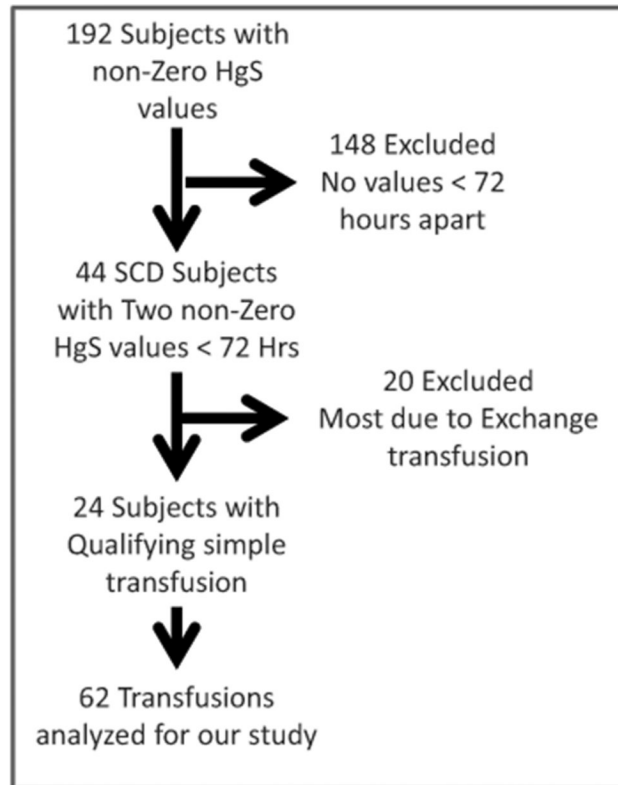 192 Subjects with
non-Zero HgS
values
148 Excluded
No values < 72
hours apart
44 SCD Subjects
with Two non-Zero
HgS values < 72 Hrs
20 Excluded
Most due to Exchange
transfusion
24 Subjects with
Qualifying simple
transfusion
62 Transfusions
analyzed for our study